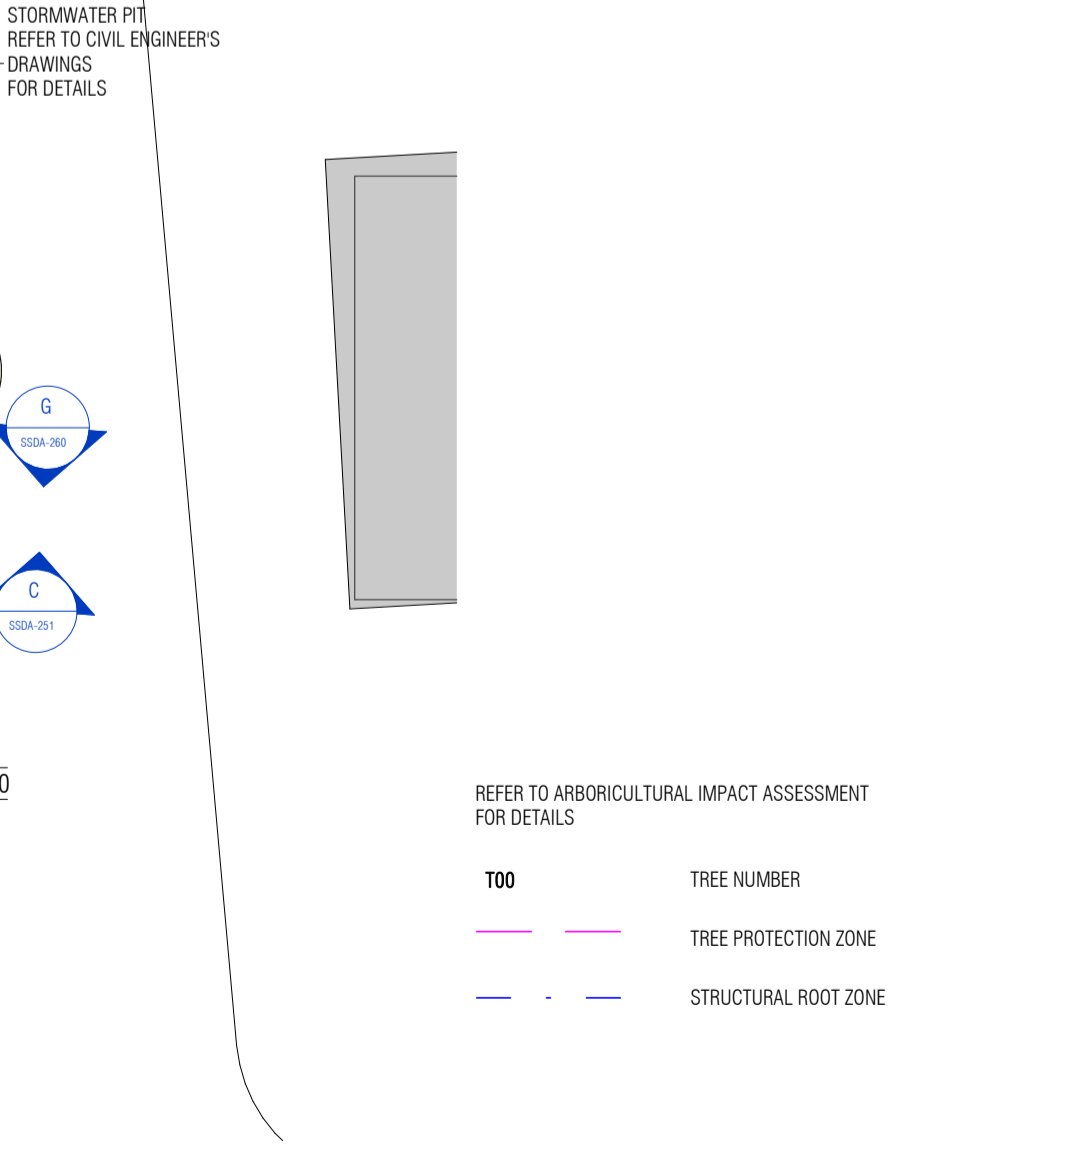 STORMWATER PIT
REFER TO CIVIL ENGINEER'S
DRAWINGS
FOR DETAILS
G
SSDA-260
C
SSDA-251
0
REFER TO ARBORICULTURAL IMPACT ASSESSMENT
FOR DETAILS
T00 TREE NUMBER
TREE PROTECTION ZONE
STRUCTURAL ROOT ZONE